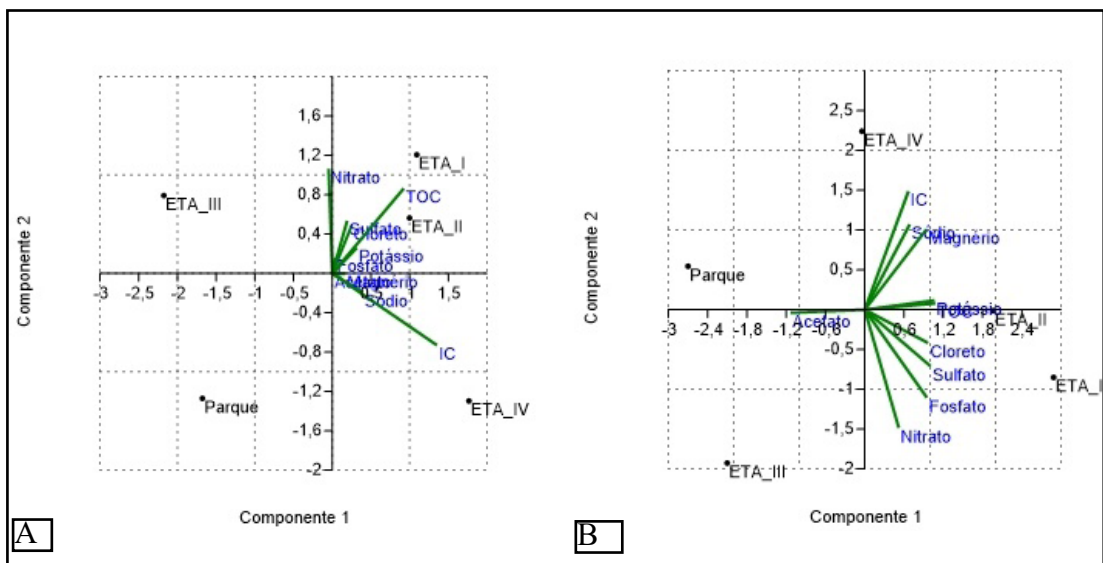 1,6
1,2
0,8
0,4
-3
-2,5
-2
-1,5
-1
-0,5
0,5
1
1,5
-0,4
-0,8
-1,2
-1,6
-2
Nitrato
TOC
Sulfato
Cloreto
Potássio
Fosfato
Sódio
IC
ETA_I
ETA_II
ETA_III
ETA_IV
Parque
Componente 2
Componente 1
A
2,5
2
1,5
1
0,5
-3
-2,4
-1,8
-1,2
-0,6
0,6
1,2
1,8
2,4
-0,5
-1
-1,5
-2
ETA_IV
IC
Sódio
Magnério
Parque
Potássio
Acefato
ETA_II
Cloreto
Sulfato
ETA_I
Fosfato
Nitrato
ETA_III
Componente 2
Componente 1
B